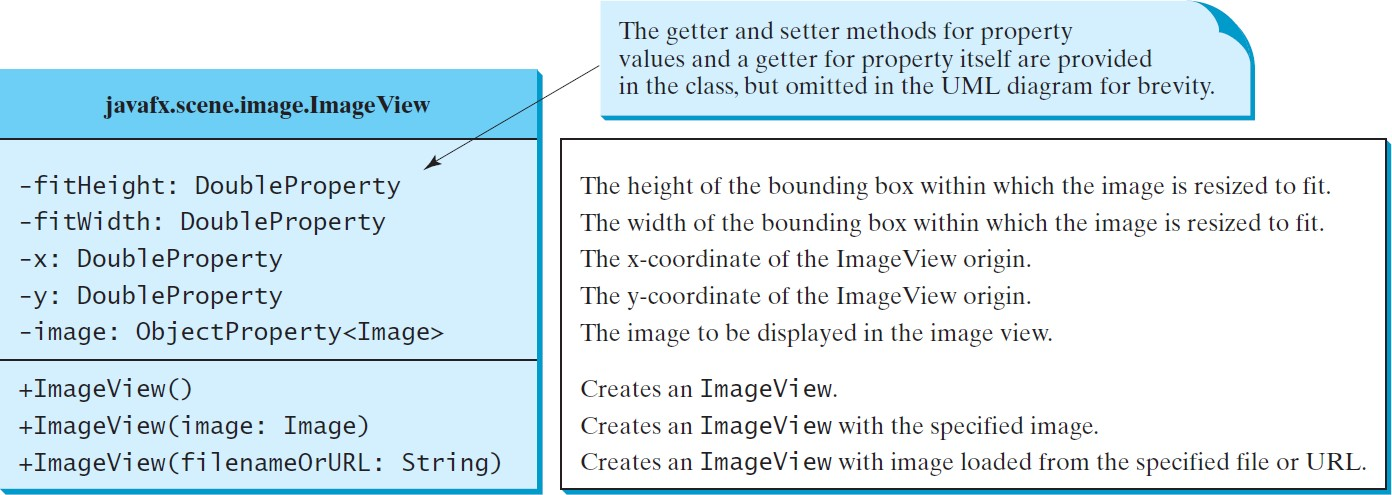 The getter and setter methods for property
values and a getter for property itself are provided
in the class, but omitted in the UML diagram for brevity.
javafx.scene.image.ImageView
-fitHeight: DoubleProperty
-fitWidth: DoubleProperty
-x: DoubleProperty
-y: DoubleProperty
-image: ObjectProperty<Image>
The height of the bounding box within which the image is resized to fit.
The width of the bounding box within which the image is resized to fit.
The x-coordinate of the ImageView origin.
The y-coordinate of the ImageView origin.
The image to be displayed in the image view.
+ImageView()
+ImageView(image: Image)
+ImageView(filenameOrURL: String)
Creates an ImageView.
Creates an ImageView with the specified image.
Creates an ImageView with image loaded from the specified file or URL.